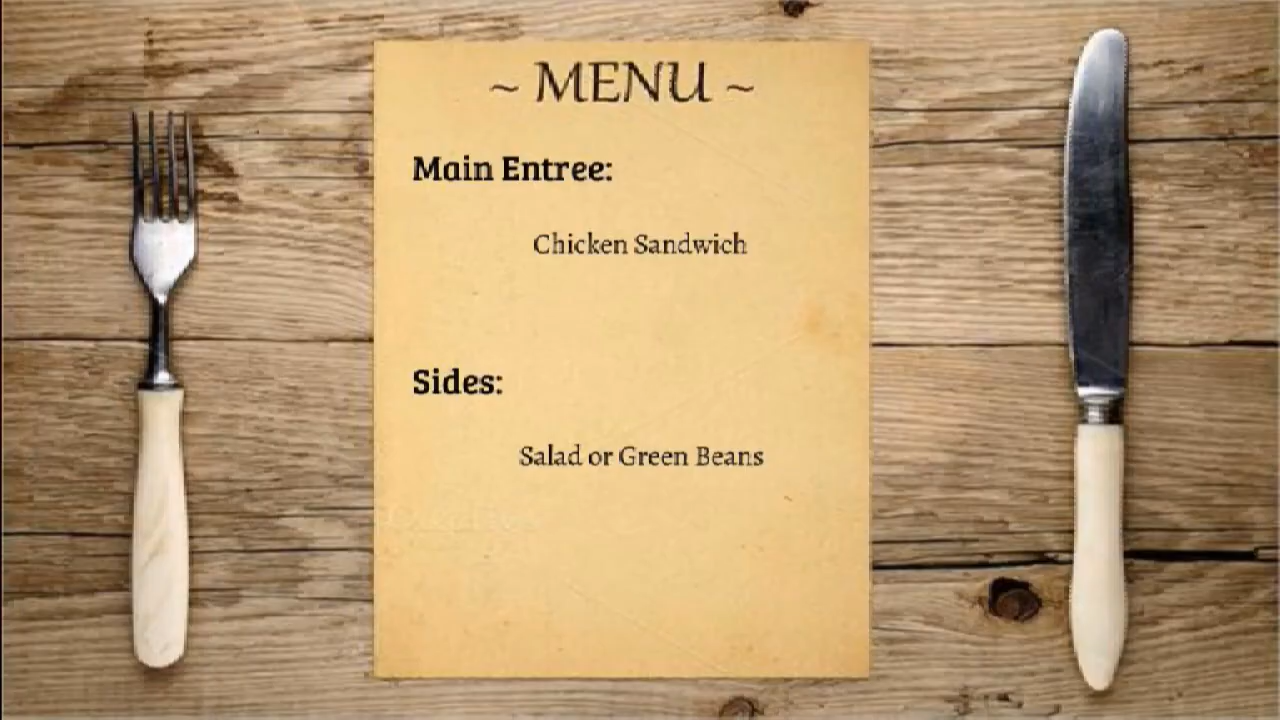 ~ MENU ~
Main Entree:
Chicken Sandwich
Sides:
Salad or Green Beans